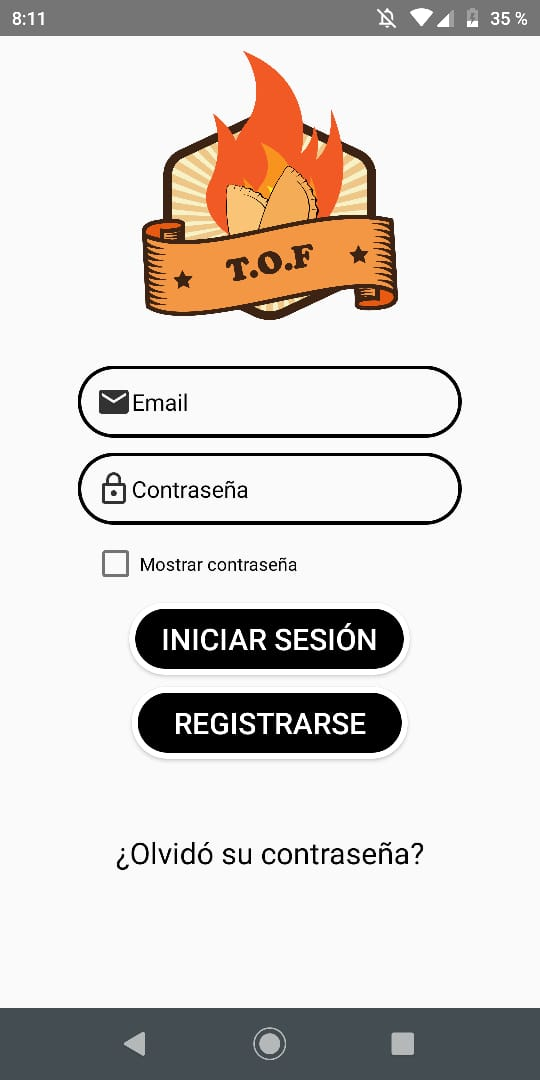 8:11
35 %
T.O.F
Email
Contraseña
Mostrar contraseña
INICIAR SESIÓN
REGISTRARSE
¿Olvidó su contraseña?